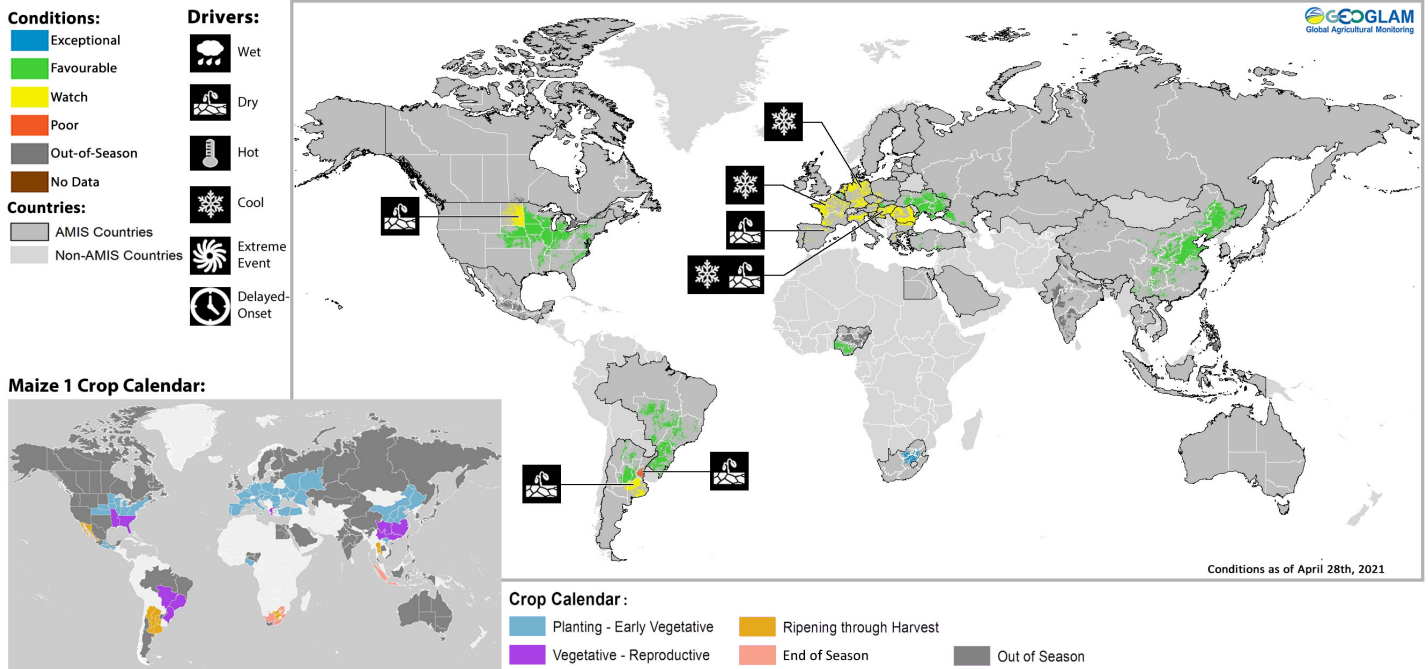 Conditions:
Exceptional
Favourable
Watch
Poor
Out-of-Season
No Data
Countries:
AMIS Countries
Non-AMIS Countries
Drivers:
Wet
Dry
Hot
Cool
Extreme
Event
Delayed-
Onset
GEOGLAM
Global Agricultural Monitoring
Maize 1 Crop Calendar:
Conditions as of April 28th, 2021
Crop Calendar :
Planting - Early Vegetative
Ripening through Harvest
Vegetative - Reproductive
End of Season
Out of Season